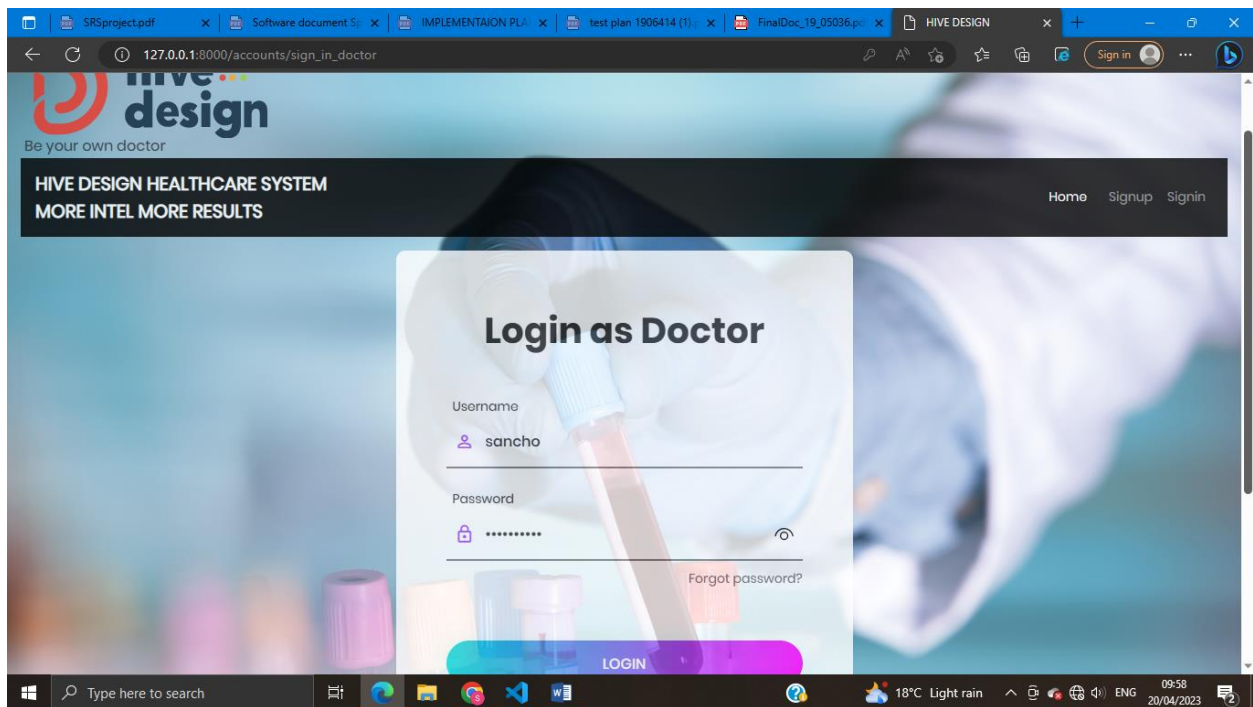 SRSproject.pdf
Software document Sp
IMPLEMENTAION PLA
test plan 1906414 (1).p
FinalDoc_19_05036.pd
HIVE DESIGN
127.0.0.1:8000/accounts/sign_in_doctor
Sign in
hive
design
Be your own doctor
HIVE DESIGN HEALTHCARE SYSTEM
MORE INTEL MORE RESULTS
Home Signup Signin
Login as Doctor
Username
sancho
Password
••••••••••
Forgot password?
LOGIN
Type here to search
18°C Light rain
ENG
09:58
20/04/2023
2